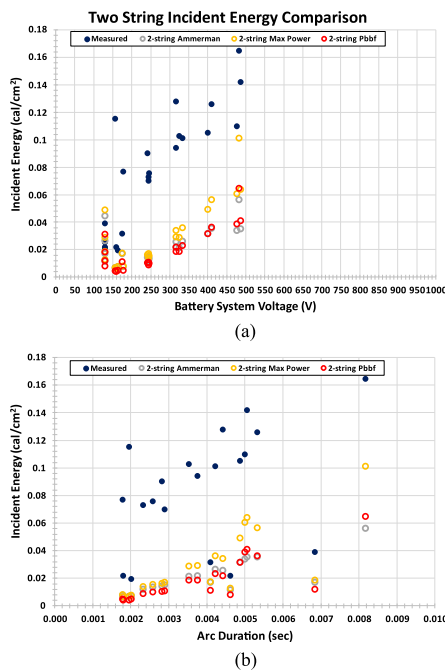 Two String Incident Energy Comparison
Measured 2-string Ammerman 2-string Max Power 2-string Pbbf
0.18
0.16
0.14
0.12
0.1
0.08
0.06
0.04
0.02
0
Incident Energy (cal/cm²)
0 50 100 150 200 250 300 350 400 450 500 550 600 650 700 750 800 850 900 950 1000
Battery System Voltage (V)
(a)
Measured 2-string Ammerman 2-string Max Power 2-string Pbbf
0.18
0.16
0.14
0.12
0.1
0.08
0.06
0.04
0.02
0
Incident Energy (cal/cm²)
0.000 0.001 0.002 0.003 0.004 0.005 0.006 0.007 0.008 0.009 0.010
Arc Duration (sec)
(b)